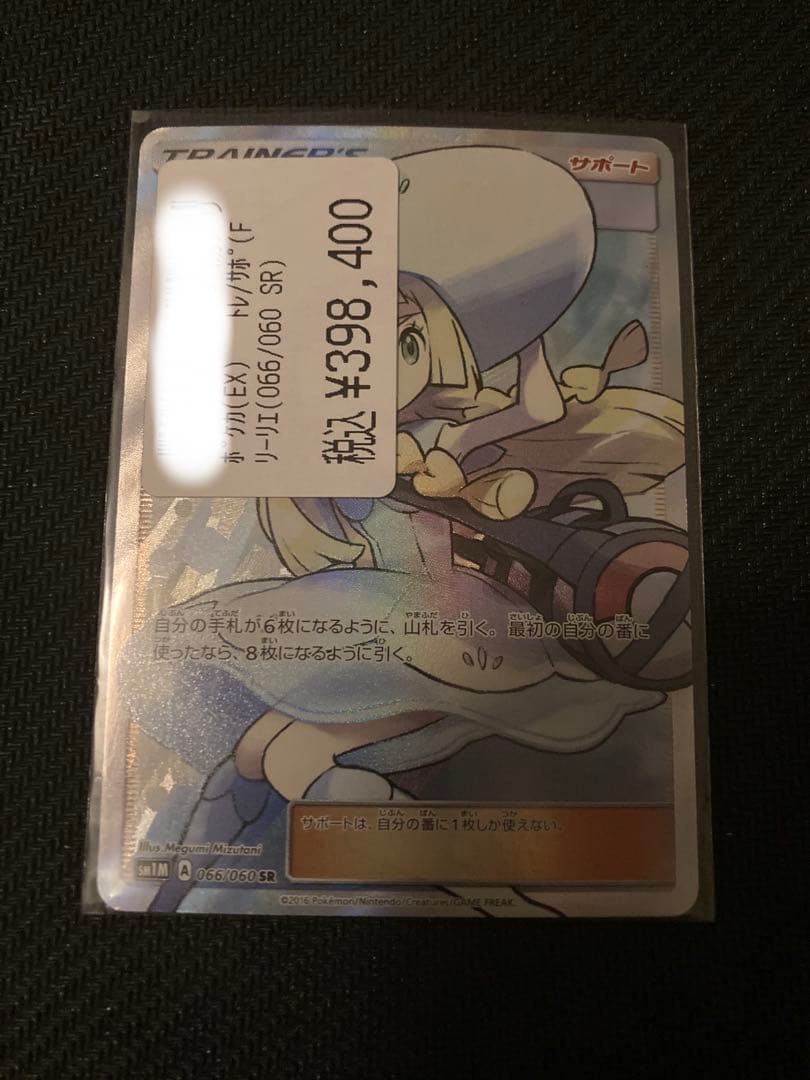 TRAINER'S
サポート
ポケカ(EX) トレ/サポ(F
リーリエ(066/060 SR)
税込 ¥398,400
自分の手札が6枚になるように、山札を引く。最初の自分の番に
使ったなら、8枚になるように引く。
サポートは、自分の番に1枚しか使えない。
Illus. Megumi Mizutani
SM1M A 066/060 SR
©2016 Pokémon/Nintendo/Creatures/GAME FREAK.